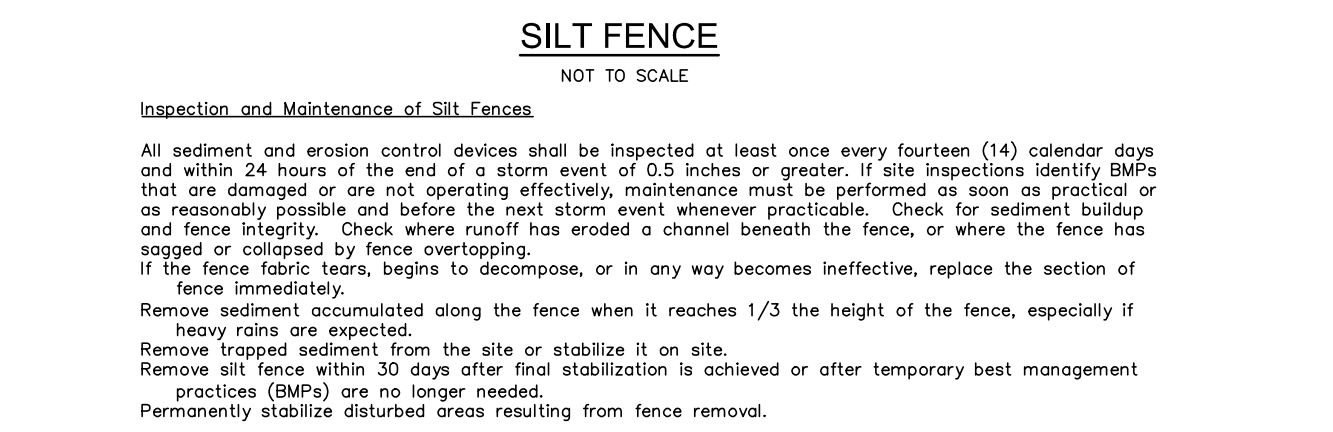 SILT FENCE
NOT TO SCALE
Inspection and Maintenance of Silt Fences
All sediment and erosion control devices shall be inspected at least once every fourteen (14) calendar days
and within 24 hours of the end of a storm event of 0.5 inches or greater. If site inspections identify BMPs
that are damaged or are not operating effectively, maintenance must be performed as soon as practical or
as reasonably possible and before the next storm event whenever practicable.  Check for sediment buildup
and fence integrity.  Check where runoff has eroded a channel beneath the fence, or where the fence has
sagged or collapsed by fence overtopping.
If the fence fabric tears, begins to decompose, or in any way becomes ineffective, replace the section of
fence immediately.
Remove sediment accumulated along the fence when it reaches 1/3 the height of the fence, especially if
heavy rains are expected.
Remove trapped sediment from the site or stabilize it on site.
Remove silt fence within 30 days after final stabilization is achieved or after temporary best management
practices (BMPs) are no longer needed.
Permanently stabilize disturbed areas resulting from fence removal.